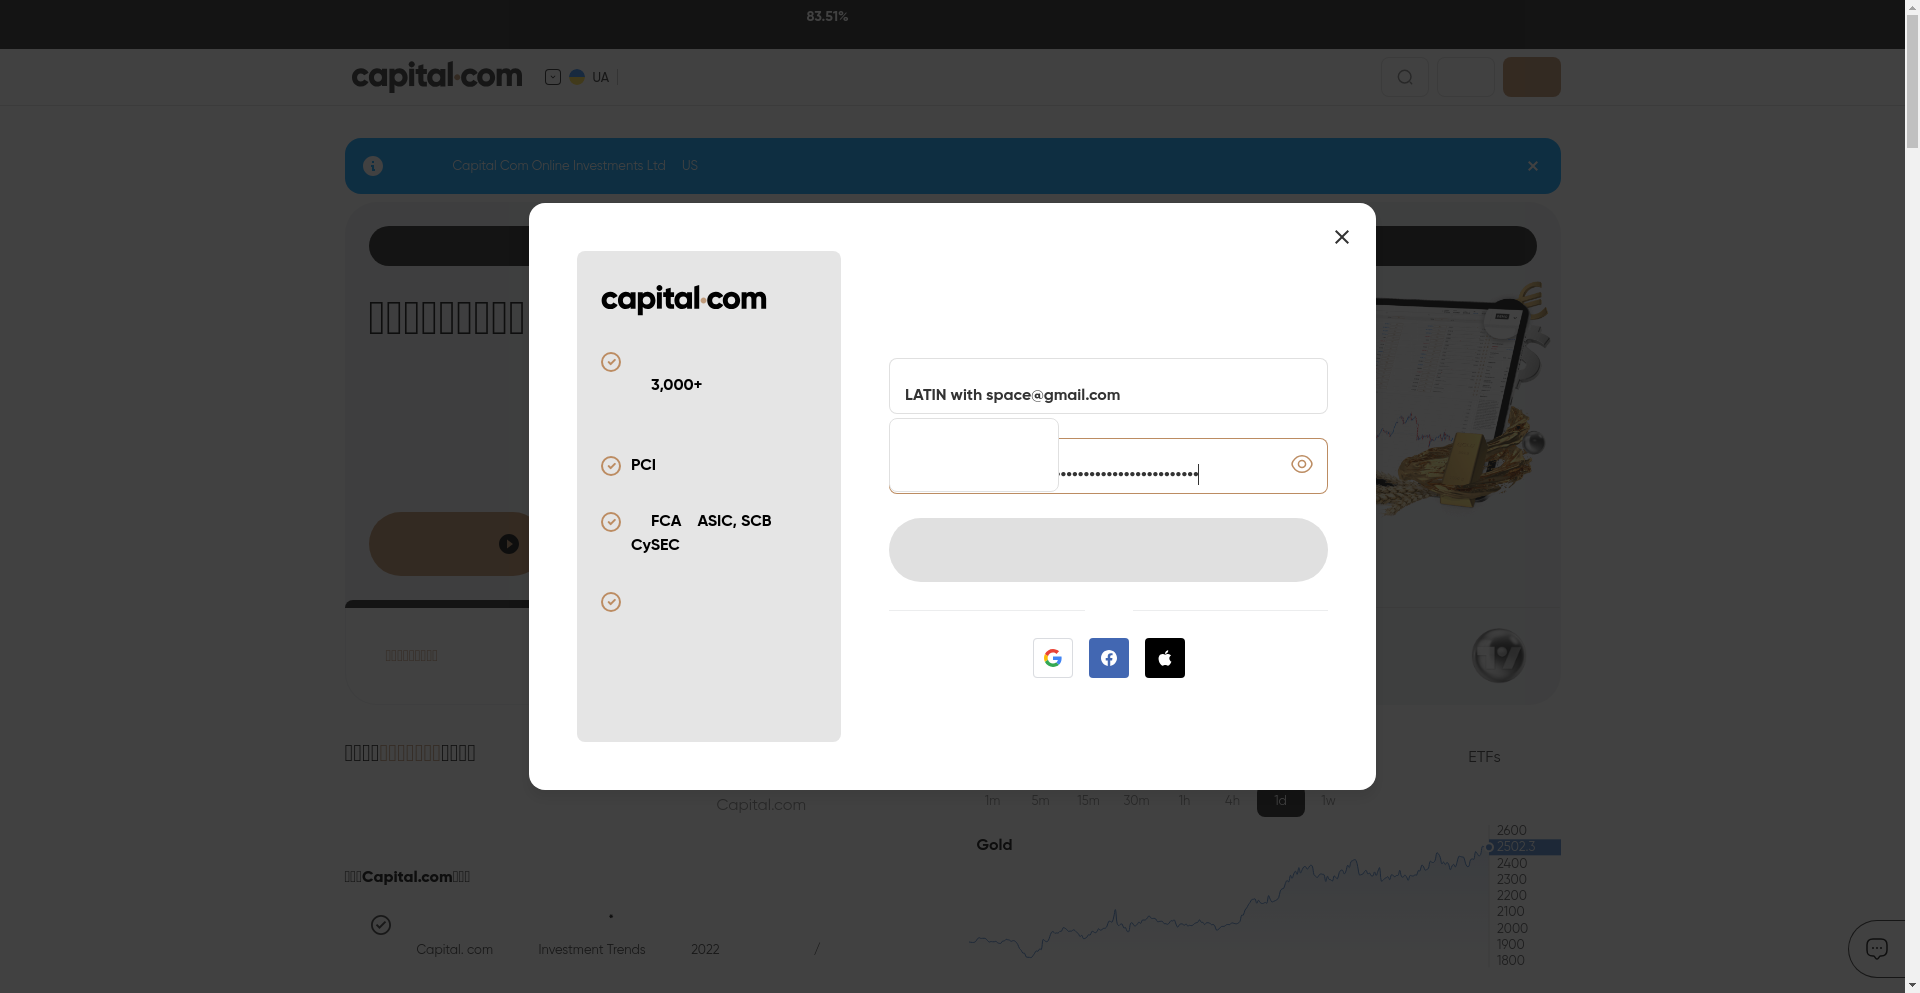 83.51%
capital.com
UA
Capital Com Online Investments Ltd US
capital.com
3,000+
LATIN with space@gmail.com
PCI
FCA ASIC, SCB
CySEC
ETFs
Capital.com
1m 5m 15m 30m 1h 4h 1d 1w
Gold
2600
2502.3
2400
2300
2200
2100
2000
1900
1800
Capital.com
Capital. com Investment Trends 2022 /